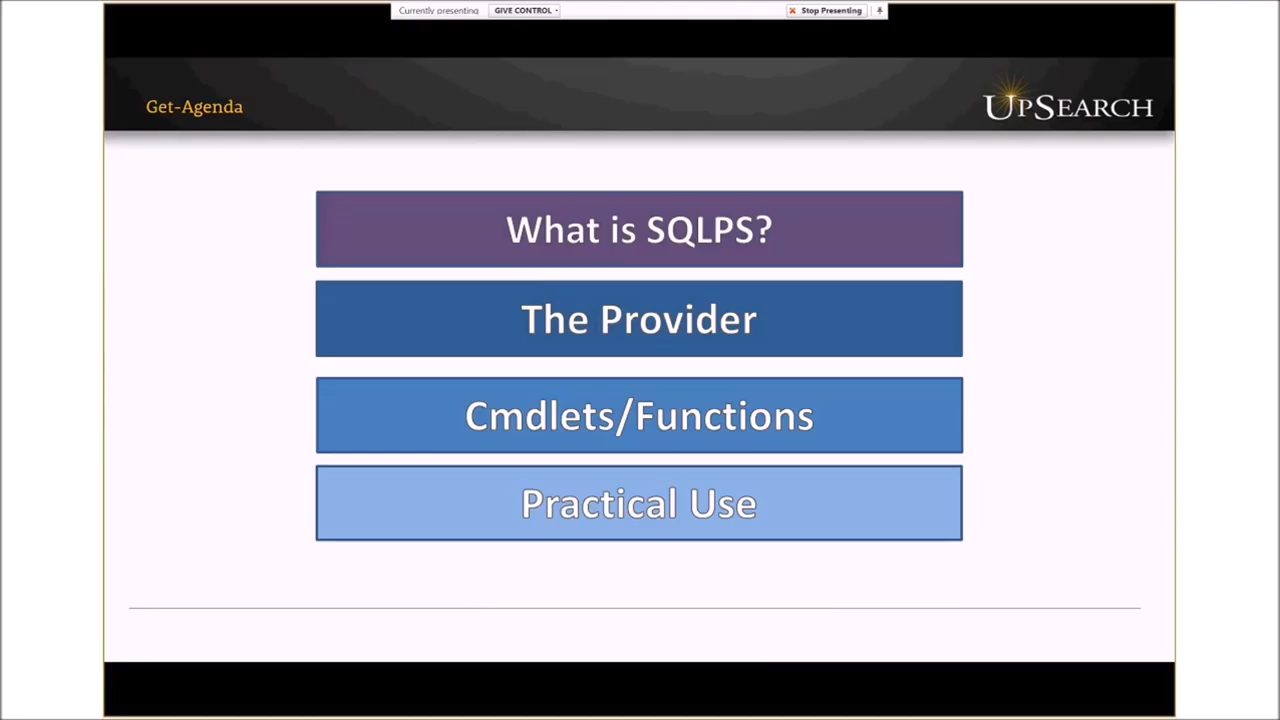 Currently presenting GIVE CONTROL Stop Presenting
Get-Agenda
UPSEARCH
What is SQLPS?
The Provider
Cmdlets/Functions
Practical Use